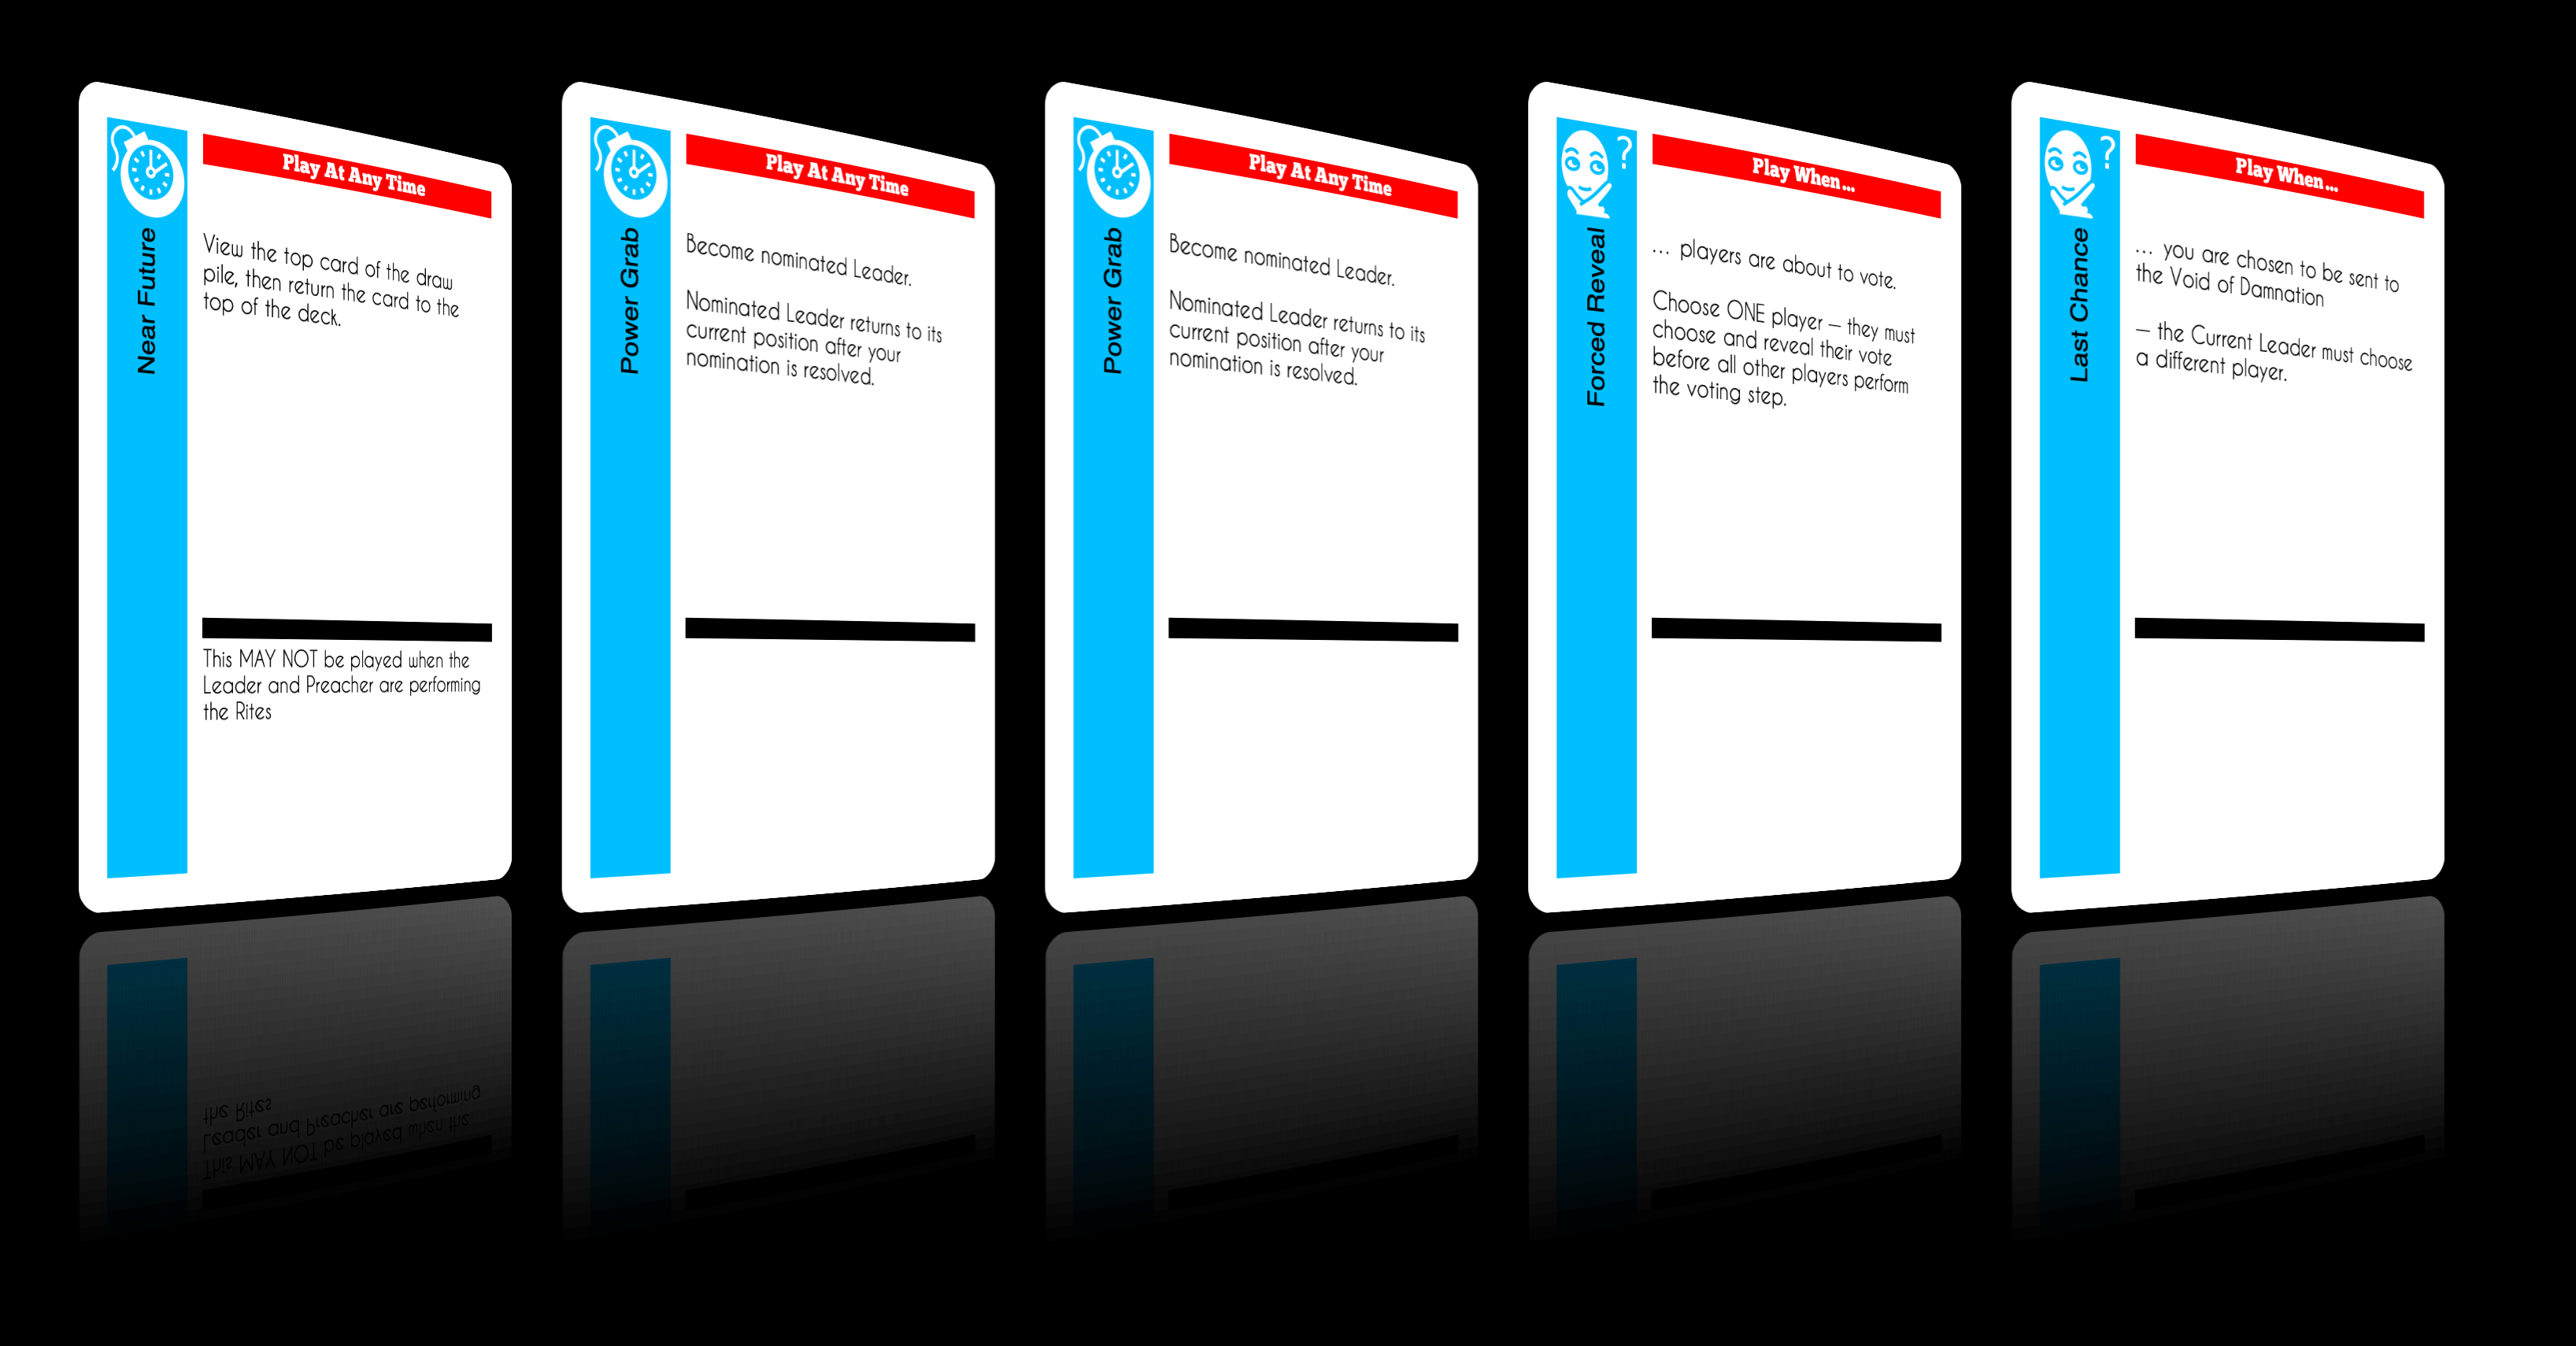 Near Future
Play At Any Time
View the top card of the draw
pile, then return the card to the
top of the deck.
This MAY NOT be played when the
Leader and Preacher are performing
the Rites
Power Grab
Play At Any Time
Become nominated Leader.
Nominated Leader returns to its
current position after your
nomination is resolved.
Power Grab
Play At Any Time
Become nominated Leader.
Nominated Leader returns to its
current position after your
nomination is resolved.
?
Forced Reveal
Play When...
... players are about to vote.
Choose ONE player – they must
choose and reveal their vote
before all other players perform
the voting step.
?
Last Chance
Play When...
... you are chosen to be sent to
the Void of Damnation
– the Current Leader must choose
a different player.